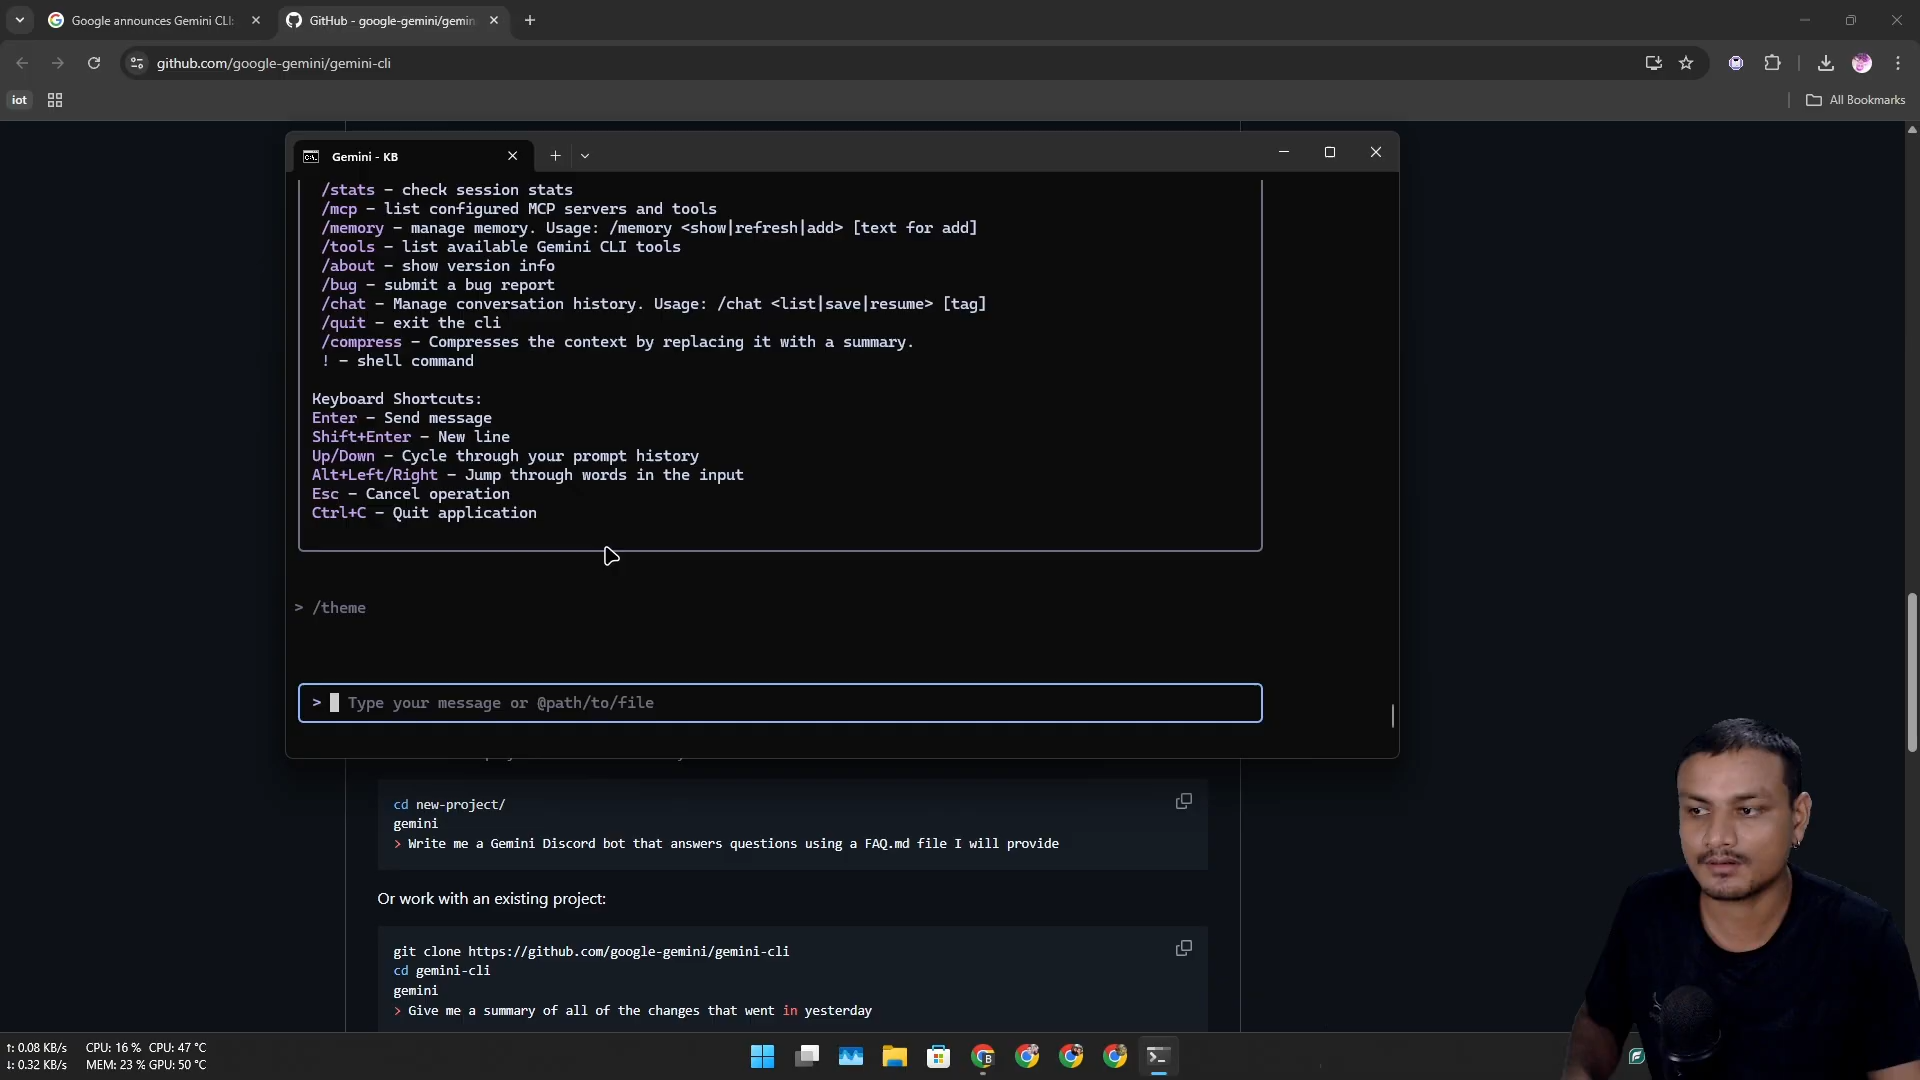 Google announces Gemini CLI:
GitHub - google-gemini/gemin
github.com/google-gemini/gemini-cli
iot
All Bookmarks
Gemini - KB
/stats - check session stats
/mcp - list configured MCP servers and tools
/memory - manage memory. Usage: /memory <show|refresh|add> [text for add]
/tools - list available Gemini CLI tools
/about - show version info
/bug - submit a bug report
/chat - Manage conversation history. Usage: /chat <list|save|resume> [tag]
/quit - exit the cli
/compress - Compresses the context by replacing it with a summary.
! - shell command
Keyboard Shortcuts:
Enter - Send message
Shift+Enter - New line
Up/Down - Cycle through your prompt history
Alt+Left/Right - Jump through words in the input
Esc - Cancel operation
Ctrl+C - Quit application
> /theme
> Type your message or @path/to/file
cd new-project/
gemini
> Write me a Gemini Discord bot that answers questions using a FAQ.md file I will provide
Or work with an existing project:
git clone https://github.com/google-gemini/gemini-cli
cd gemini-cli
gemini
> Give me a summary of all of the changes that went in yesterday
↑: 0.08 KB/s CPU: 16 % CPU: 47 °C
↓: 0.32 KB/s MEM: 23 % GPU: 50 °C